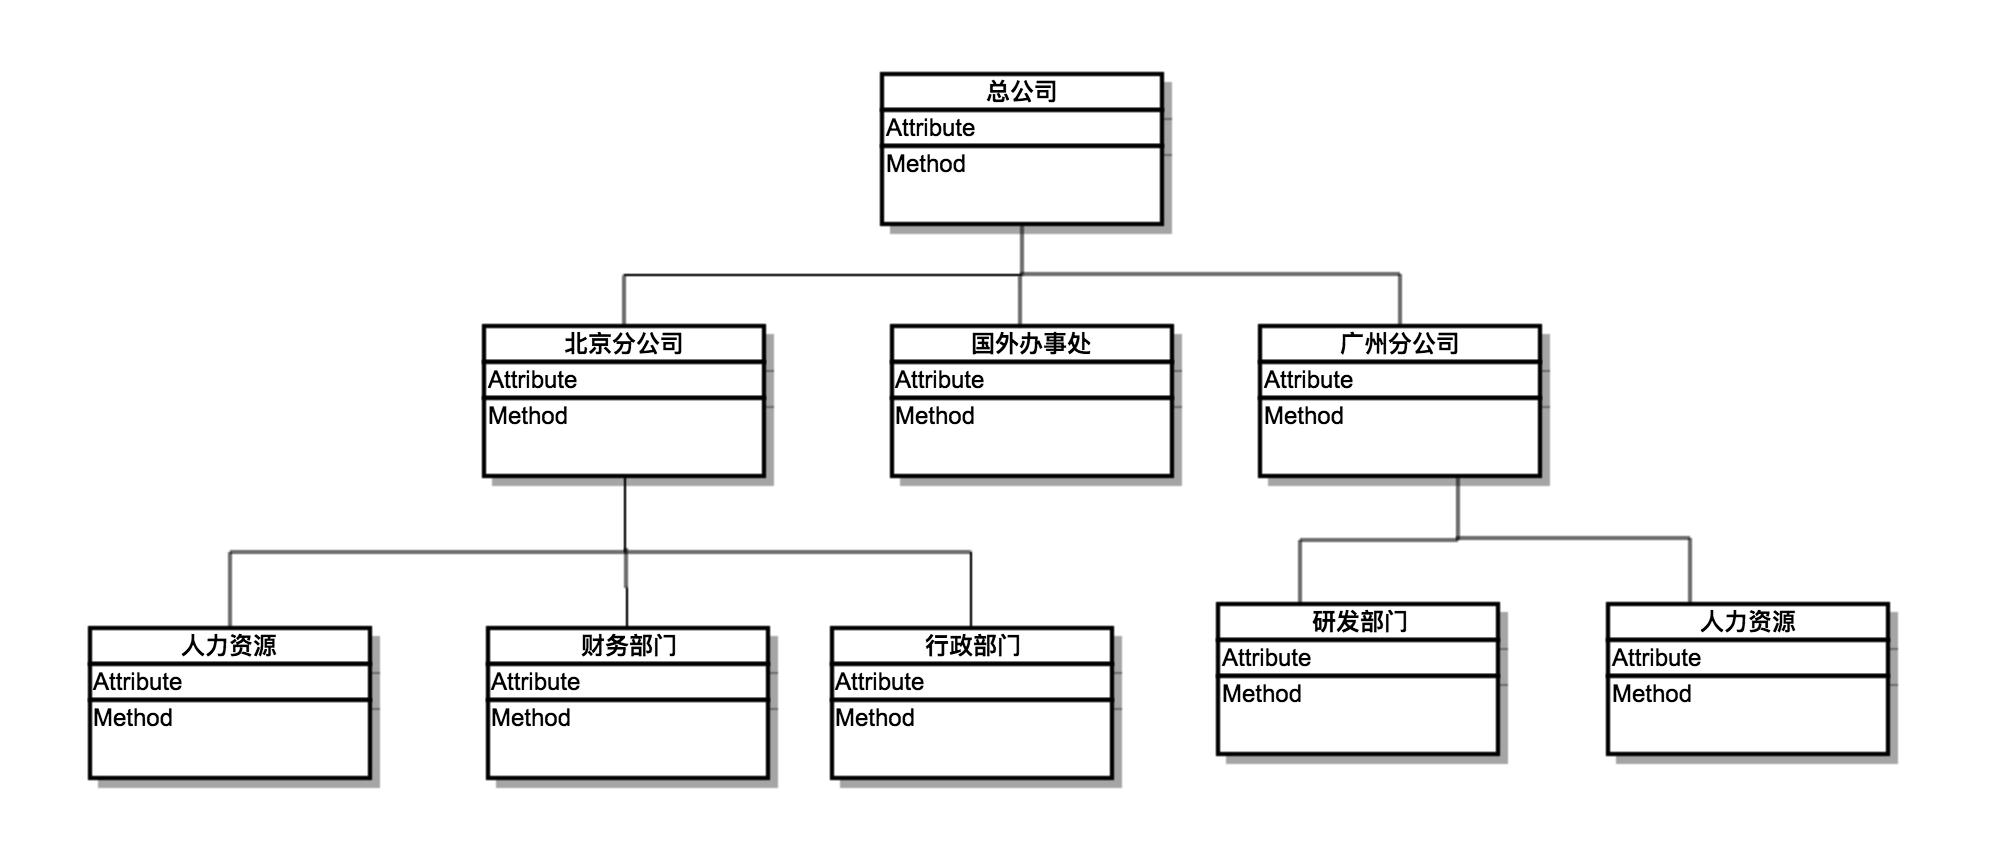 总公司
Attribute
Method
北京分公司
Attribute
Method
国外办事处
Attribute
Method
广州分公司
Attribute
Method
人力资源
Attribute
Method
财务部门
Attribute
Method
行政部门
Attribute
Method
研发部门
Attribute
Method
人力资源
Attribute
Method